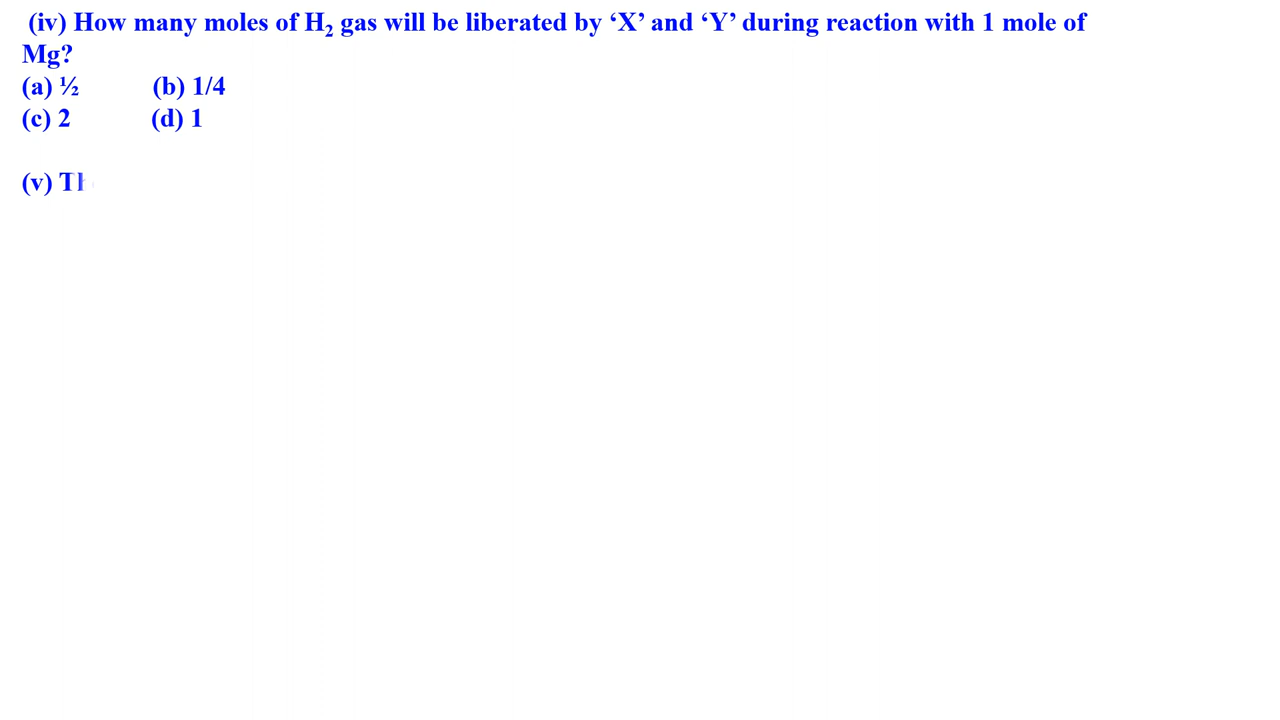 (iv) How many moles of H₂ gas will be liberated by ‘X’ and ‘Y’ during reaction with 1 mole of
Mg?
(a) ½ (b) 1/4
(c) 2 (d) 1
(v)